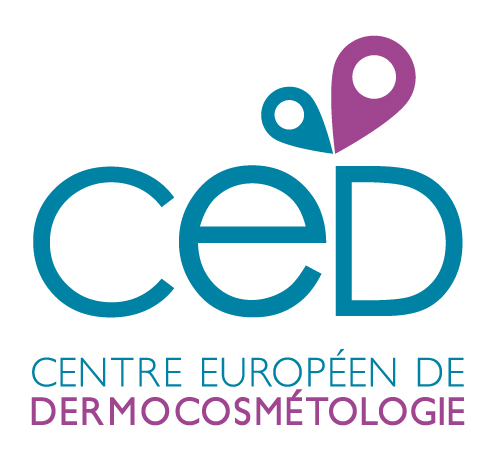 CeD
CENTRE EUROPÉEN DE
DERMOCOSMÉTOLOGIE